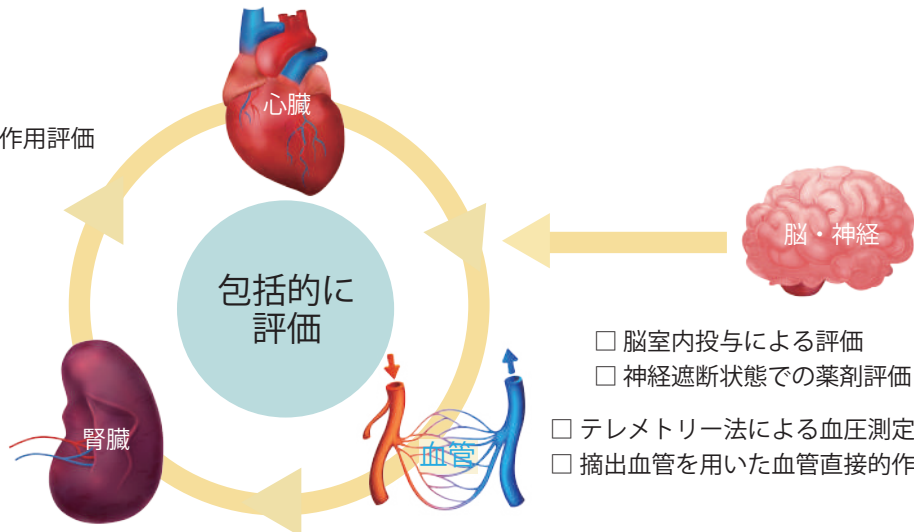 心臓
作用評価
脳・神経
包括的に
評価
□ 脳室内投与による評価
□ 神経遮断状態での薬剤評価
腎臓
血管
□ テレメトリー法による血圧測定
□ 摘出血管を用いた血管直接的作